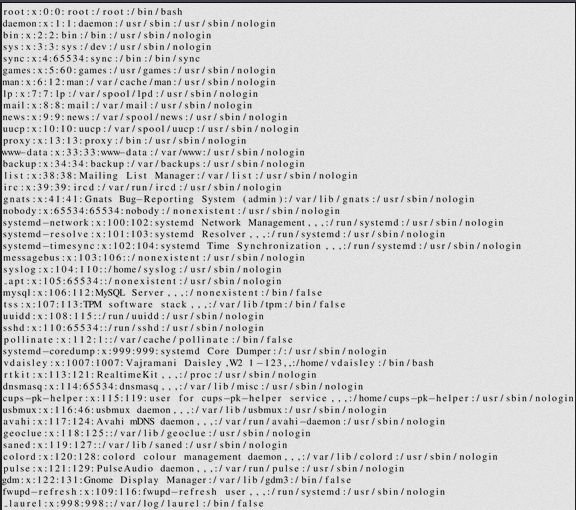 root:x:0:0:root:/root:/bin/bash
daemon:x:1:1:daemon:/usr/sbin:/usr/sbin/nologin
bin:x:2:2:bin:/bin:/usr/sbin/nologin
sys:x:3:3:sys:/dev:/usr/sbin/nologin
sync:x:4:65534:sync:/bin:/bin/sync
games:x:5:60:games:/usr/games:/usr/sbin/nologin
man:x:6:12:man:/var/cache/man:/usr/sbin/nologin
lp:x:7:7:lp:/var/spool/lpd:/usr/sbin/nologin
mail:x:8:8:mail:/var/mail:/usr/sbin/nologin
news:x:9:9:news:/var/spool/news:/usr/sbin/nologin
uucp:x:10:10:uucp:/var/spool/uucp:/usr/sbin/nologin
proxy:x:13:13:proxy:/bin:/usr/sbin/nologin
www-data:x:33:33:www-data:/var/www:/usr/sbin/nologin
backup:x:34:34:backup:/var/backups:/usr/sbin/nologin
list:x:38:38:Mailing List Manager:/var/list:/usr/sbin/nologin
irc:x:39:39:ircd:/var/run/ircd:/usr/sbin/nologin
gnats:x:41:41:Gnats Bug-Reporting System (admin):/var/lib/gnats:/usr/sbin/nologin
nobody:x:65534:65534:nobody:/nonexistent:/usr/sbin/nologin
systemd-network:x:100:102:systemd Network Management,,,:/run/systemd:/usr/sbin/nologin
systemd-resolve:x:101:103:systemd Resolver,,,:/run/systemd:/usr/sbin/nologin
systemd-timesync:x:102:104:systemd Time Synchronization,,,:/run/systemd:/usr/sbin/nologin
messagebus:x:103:106::/nonexistent:/usr/sbin/nologin
syslog:x:104:110::/home/syslog:/usr/sbin/nologin
_apt:x:105:65534::/nonexistent:/usr/sbin/nologin
mysql:x:106:112:MySQL Server,,,:/nonexistent:/bin/false
tss:x:107:113:TPM software stack,,,:/var/lib/tpm:/bin/false
uuidd:x:108:115::/run/uuidd:/usr/sbin/nologin
sshd:x:110:65534::/run/sshd:/usr/sbin/nologin
pollinate:x:112:1::/var/cache/pollinate:/bin/false
systemd-coredump:x:999:999:systemd Core Dumper:/:/usr/sbin/nologin
vdaisley:x:1007:1007:Vajramani Daisley,W2 1-123,,:/home/vdaisley:/bin/bash
rtkit:x:113:121:RealtimeKit,,,:/proc:/usr/sbin/nologin
dnsmasq:x:114:65534:dnsmasq,,,:/var/lib/misc:/usr/sbin/nologin
cups-pk-helper:x:115:119:user for cups-pk-helper service,,,:/home/cups-pk-helper:/usr/sbin/nologin
usbmux:x:116:46:usbmux daemon,,,:/var/lib/usbmux:/usr/sbin/nologin
avahi:x:117:124:Avahi mDNS daemon,,,:/var/run/avahi-daemon:/usr/sbin/nologin
geoclue:x:118:125::/var/lib/geoclue:/usr/sbin/nologin
saned:x:119:127::/var/lib/saned:/usr/sbin/nologin
colord:x:120:128:colord colour management daemon,,,:/var/lib/colord:/usr/sbin/nologin
pulse:x:121:129:PulseAudio daemon,,,:/var/run/pulse:/usr/sbin/nologin
gdm:x:122:131:Gnome Display Manager:/var/lib/gdm3:/bin/false
fwupd-refresh:x:109:116:fwupd-refresh user,,,:/run/systemd:/usr/sbin/nologin
_laurel:x:998:998::/var/log/laurel:/bin/false